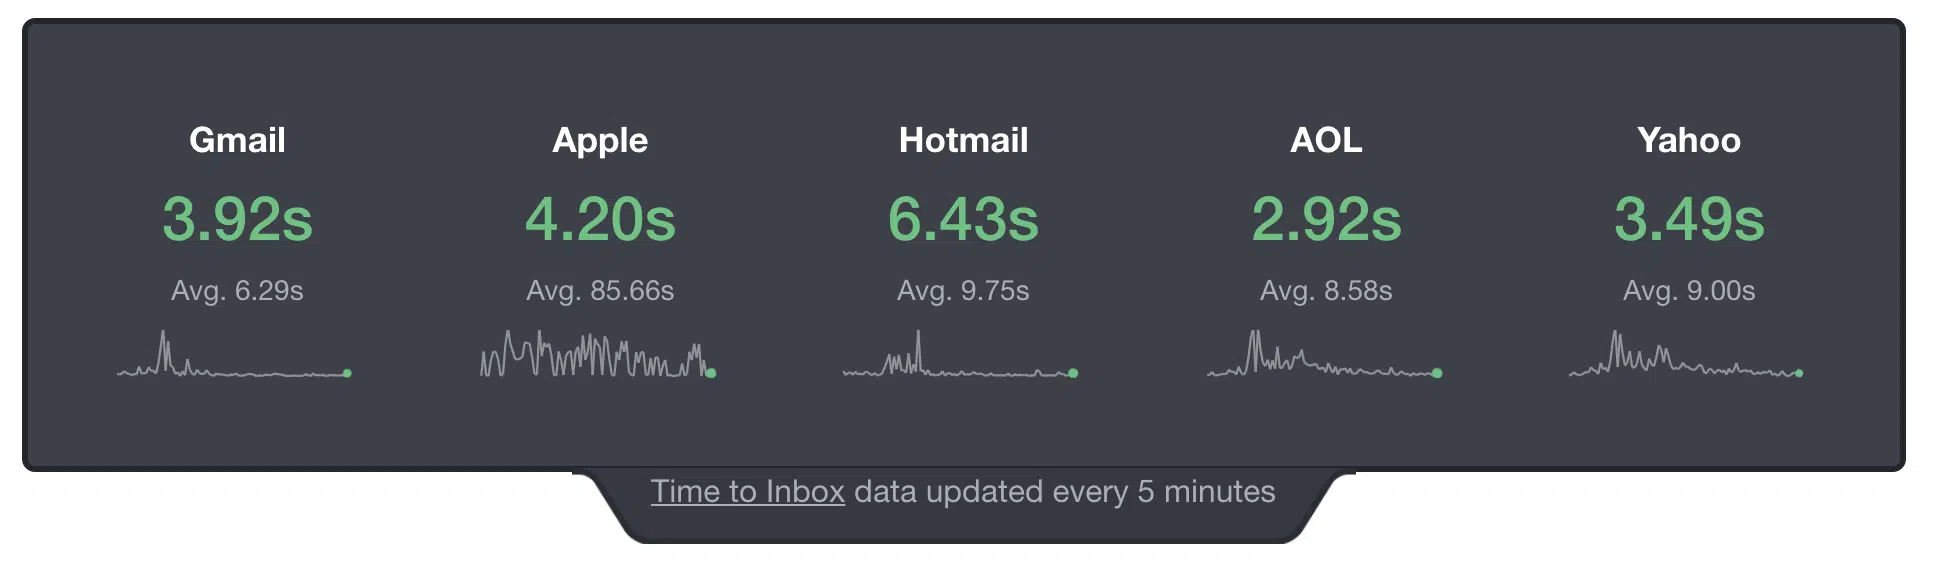 Gmail
3.92s
Avg. 6.29s
Apple
4.20s
Avg. 85.66s
Hotmail
6.43s
Avg. 9.75s
AOL
2.92s
Avg. 8.58s
Yahoo
3.49s
Avg. 9.00s
Time to Inbox data updated every 5 minutes